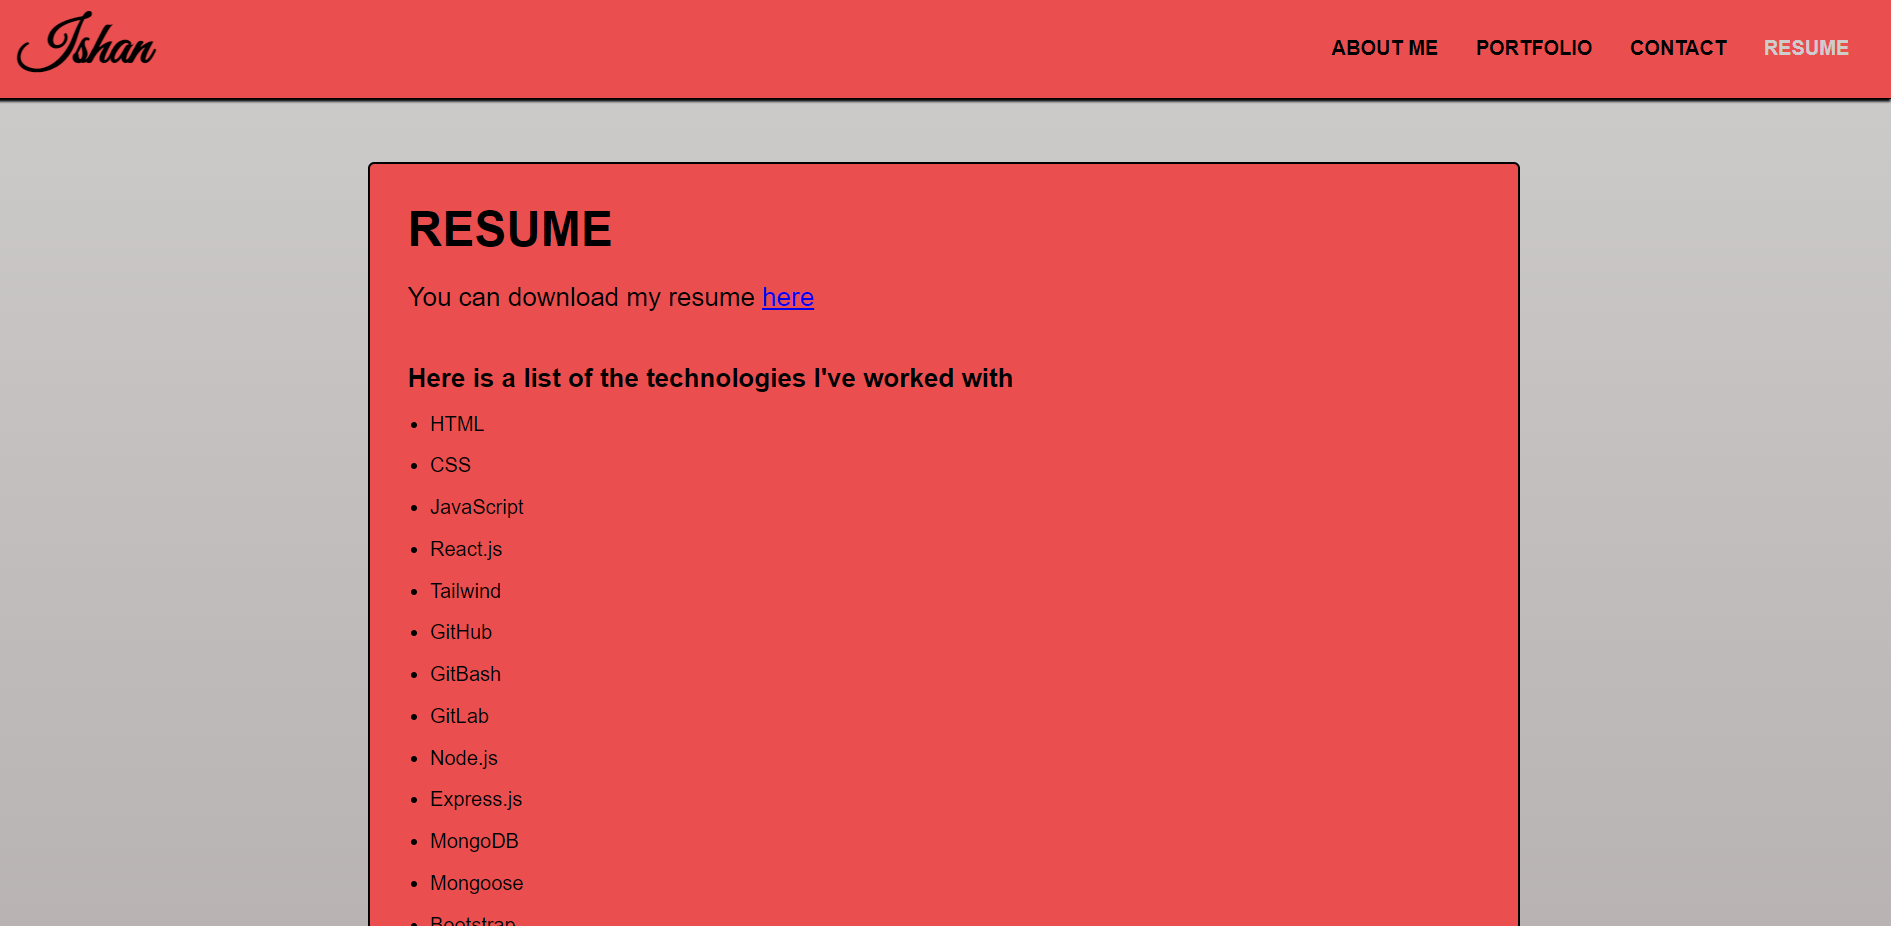 Ishan
ABOUT ME PORTFOLIO CONTACT RESUME
RESUME
You can download my resume here
Here is a list of the technologies I've worked with
• HTML
• CSS
• JavaScript
• React.js
• Tailwind
• GitHub
• GitBash
• GitLab
• Node.js
• Express.js
• MongoDB
• Mongoose
• Bootstrap